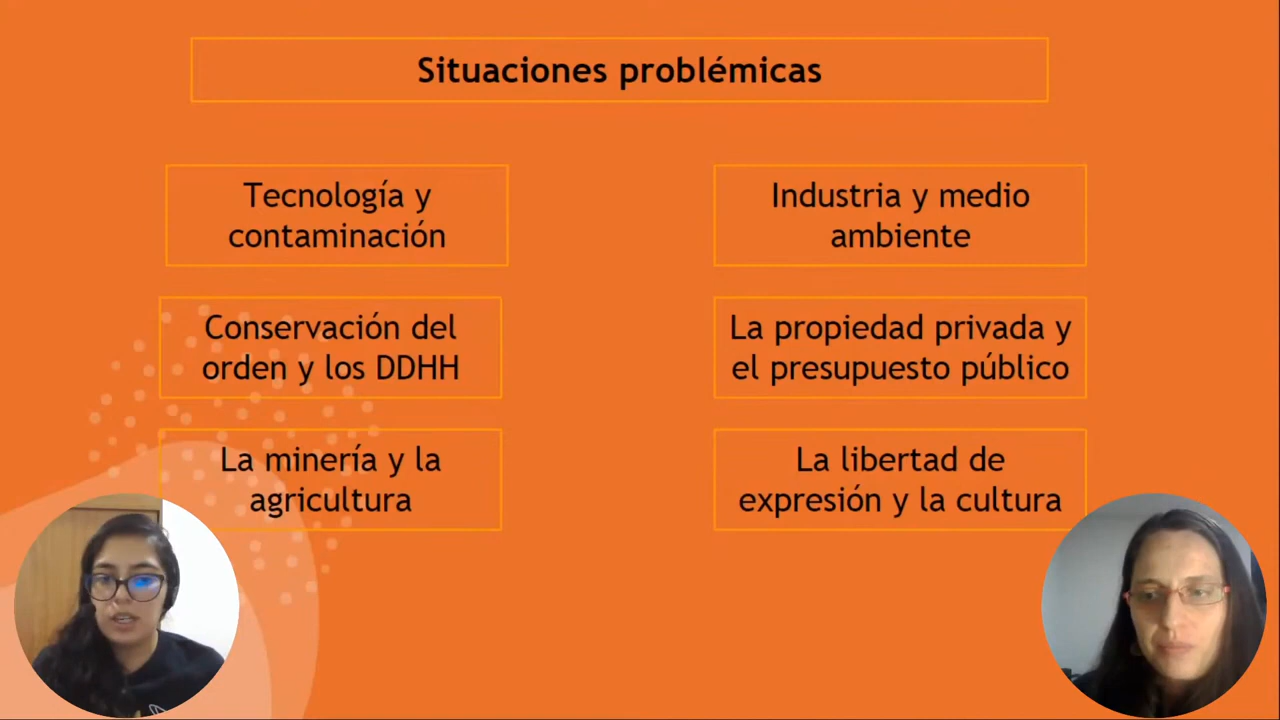 Situaciones problémicas
Tecnología y
contaminación
Industria y medio
ambiente
Conservación del
orden y los DDHH
La propiedad privada y
el presupuesto público
La minería y la
agricultura
La libertad de
expresión y la cultura